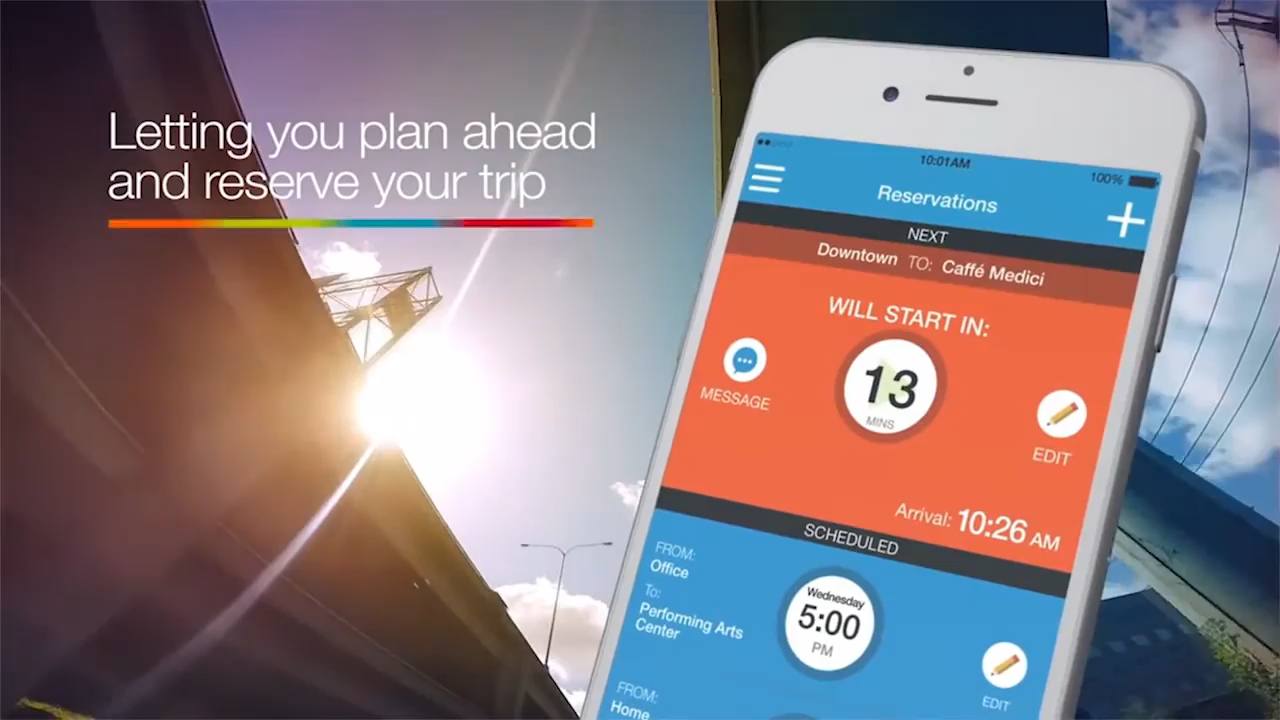 Letting you plan ahead
and reserve your trip
10:01AM
100%
Reservations
NEXT
Downtown TO: Caffé Medici
WILL START IN:
13
MINS
MESSAGE
EDIT
Arrival: 10:26 AM
SCHEDULED
FROM:
Office
To:
Performing Arts
Center
Wednesday
5:00
PM
EDIT
FROM:
Home